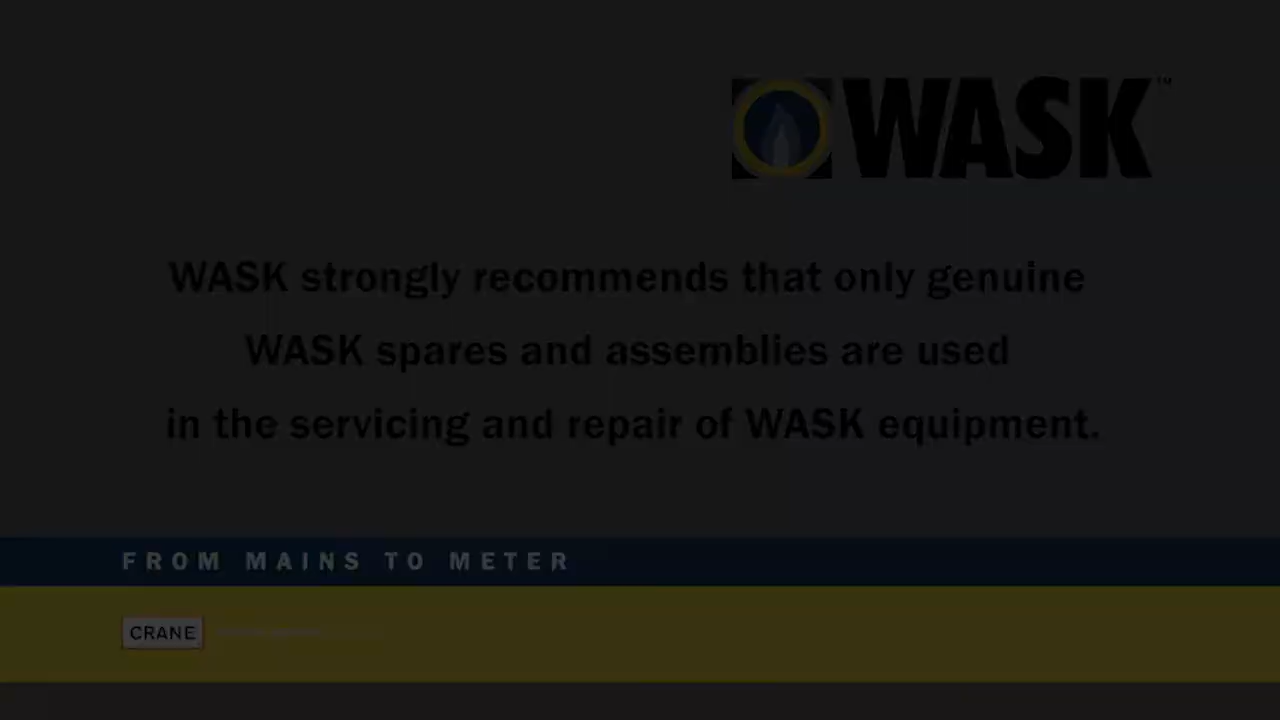 WASK™
WASK strongly recommends that only genuine
WASK spares and assemblies are used
in the servicing and repair of WASK equipment.
FROM MAINS TO METER
CRANE